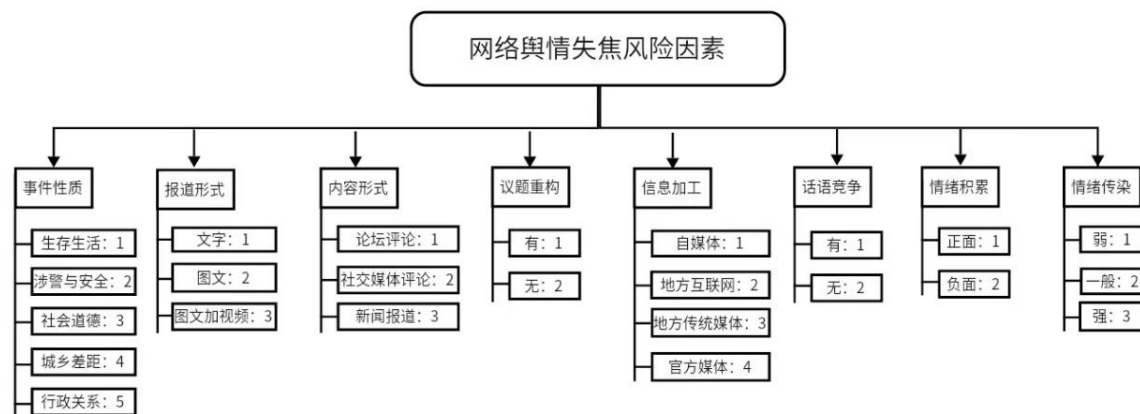 网络舆情失焦风险因素
事件性质
生存生活：1
涉警与安全：2
社会道德：3
城乡差距：4
行政关系：5
报道形式
文字：1
图文：2
图文加视频：3
内容形式
论坛评论：1
社交媒体评论：2
新闻报道：3
议题重构
有：1
无：2
信息加工
自媒体：1
地方互联网：2
地方传统媒体：3
官方媒体：4
话语竞争
有：1
无：2
情绪积累
正面：1
负面：2
情绪传染
弱：1
一般：2
强：3